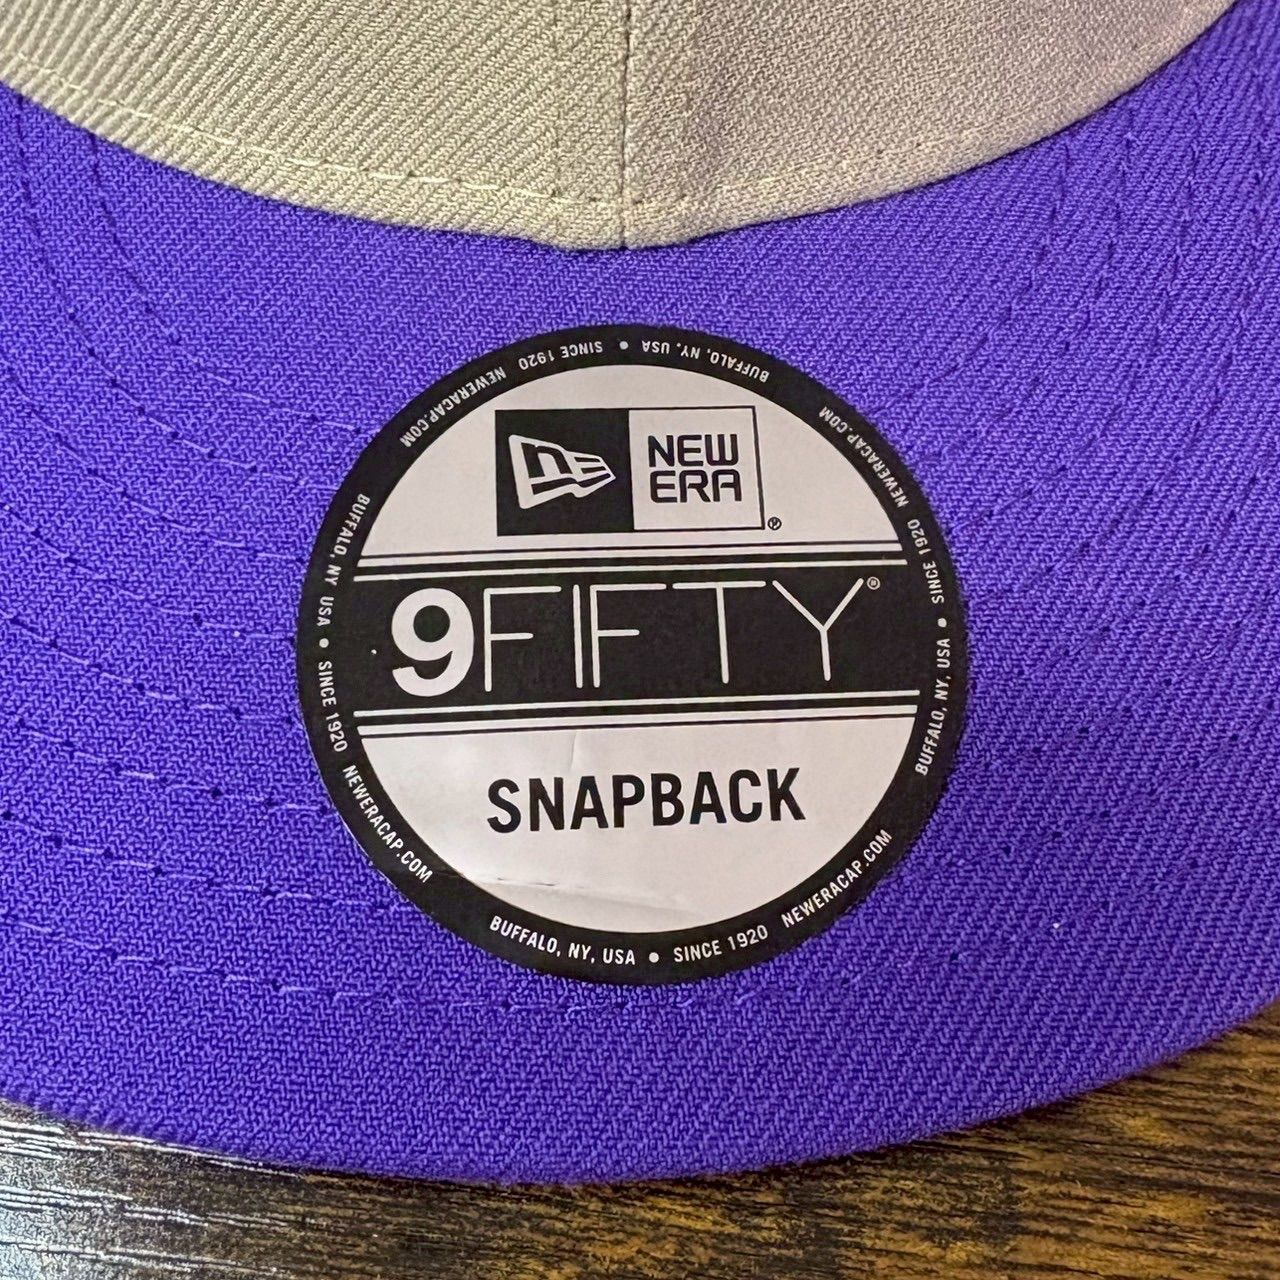 NEW
ERA
®
9FIFTY®
SNAPBACK
BUFFALO, NY, USA • SINCE 1920 NEWERACAP.COM
BUFFALO, NY, USA • SINCE 1920 NEWERACAP.COM
BUFFALO, NY, USA • SINCE 1920 NEWERACAP.COM
BUFFALO, NY, USA • SINCE 1920 NEWERACAP.COM